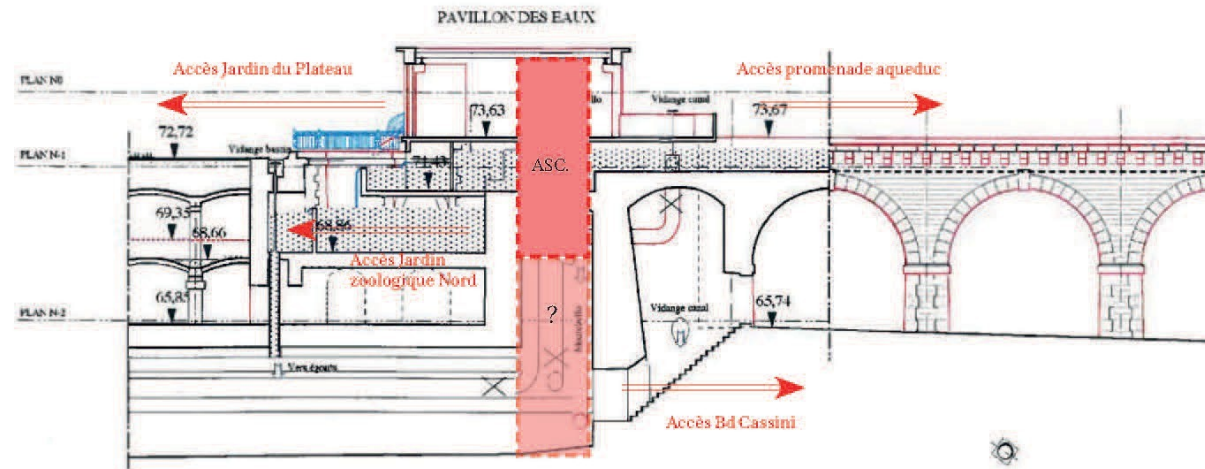 PAVILLON DES EAUX
Accès Jardin du Plateau
Accès promenade aqueduc
PLAN N0
73,63
Vidange canal
73,67
72,72
Vidange bassin
PLAN N-1
71,43
ASC.
69,35
68,66
68,86
Accès Jardin
zoologique Nord
65,85
PLAN N-2
?
Vidange canal
65,74
Vers égouts
Accès Bd Cassini